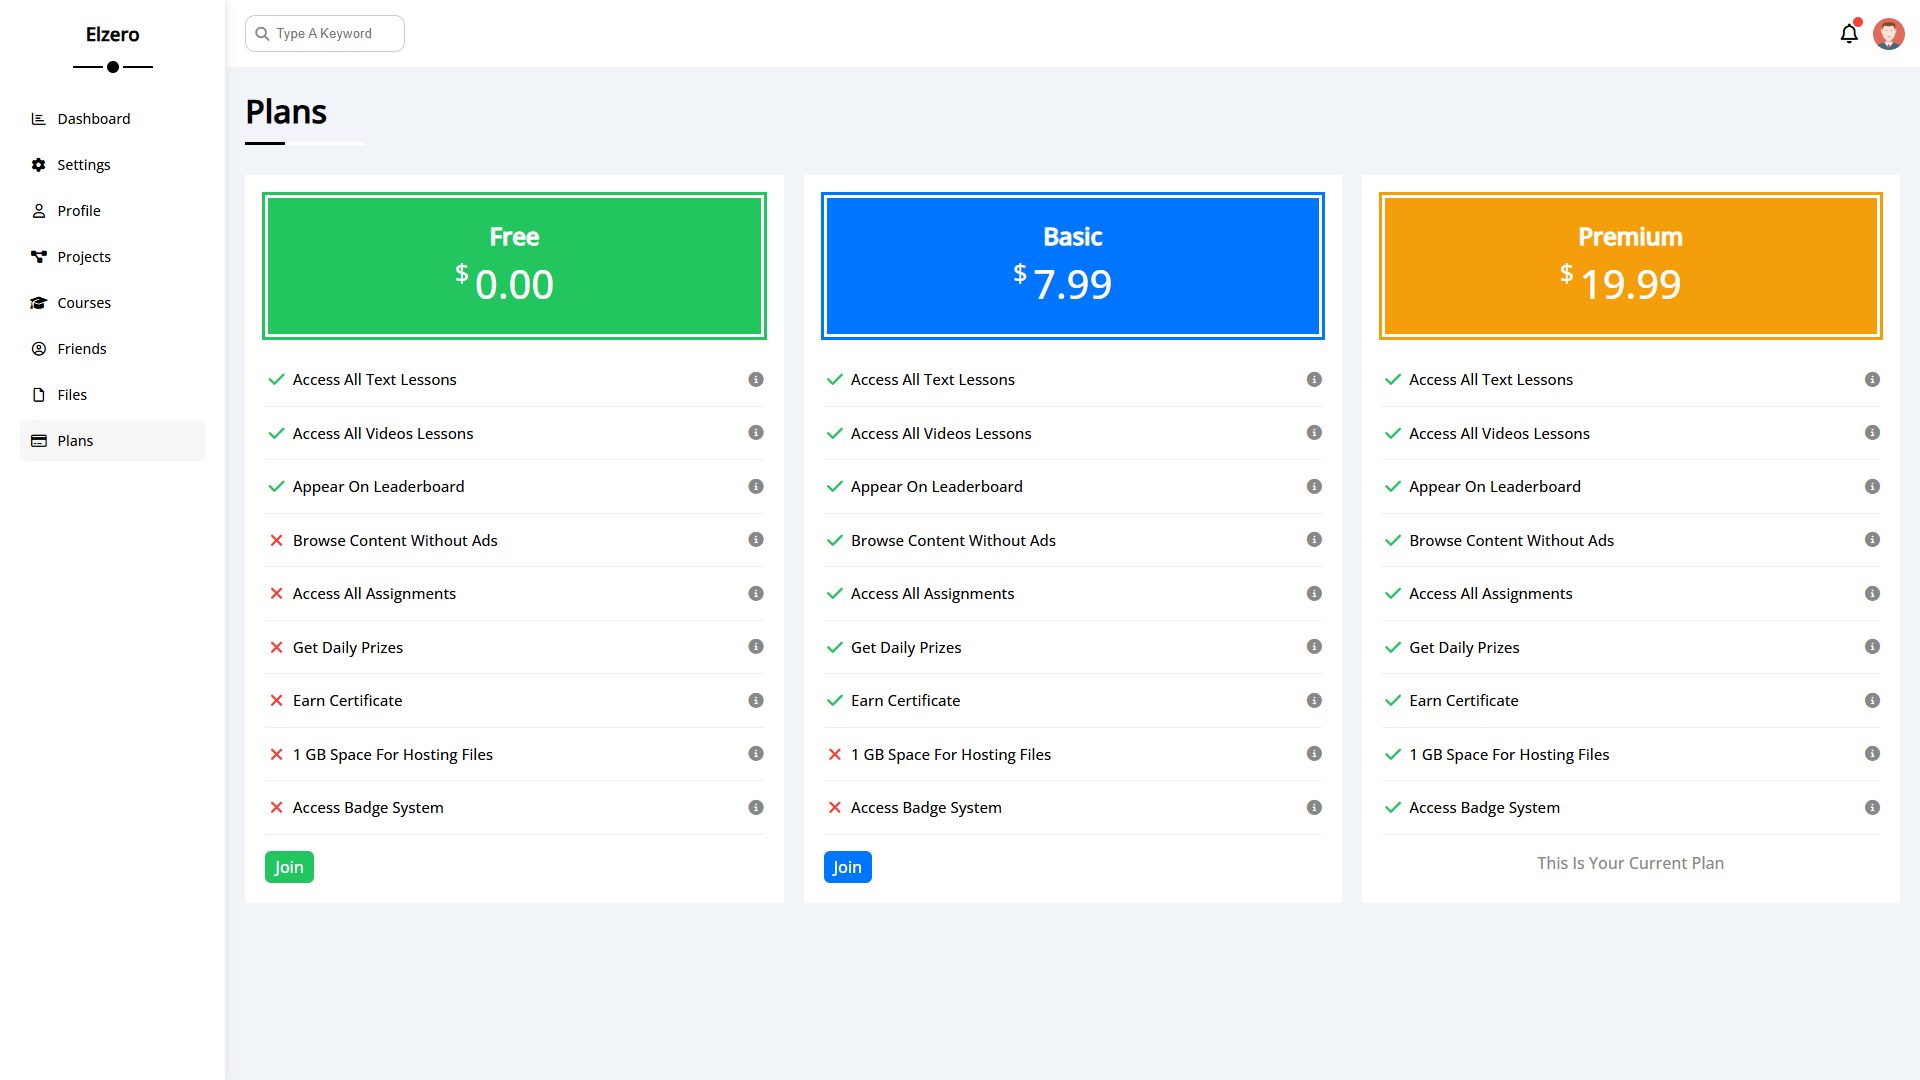 Elzero
Dashboard
Settings
Profile
Projects
Courses
Friends
Files
Plans
Type A Keyword
Plans
Free
$ 0.00
Access All Text Lessons
Access All Videos Lessons
Appear On Leaderboard
Browse Content Without Ads
Access All Assignments
Get Daily Prizes
Earn Certificate
1 GB Space For Hosting Files
Access Badge System
Join
Basic
$ 7.99
Access All Text Lessons
Access All Videos Lessons
Appear On Leaderboard
Browse Content Without Ads
Access All Assignments
Get Daily Prizes
Earn Certificate
1 GB Space For Hosting Files
Access Badge System
Join
Premium
$ 19.99
Access All Text Lessons
Access All Videos Lessons
Appear On Leaderboard
Browse Content Without Ads
Access All Assignments
Get Daily Prizes
Earn Certificate
1 GB Space For Hosting Files
Access Badge System
This Is Your Current Plan